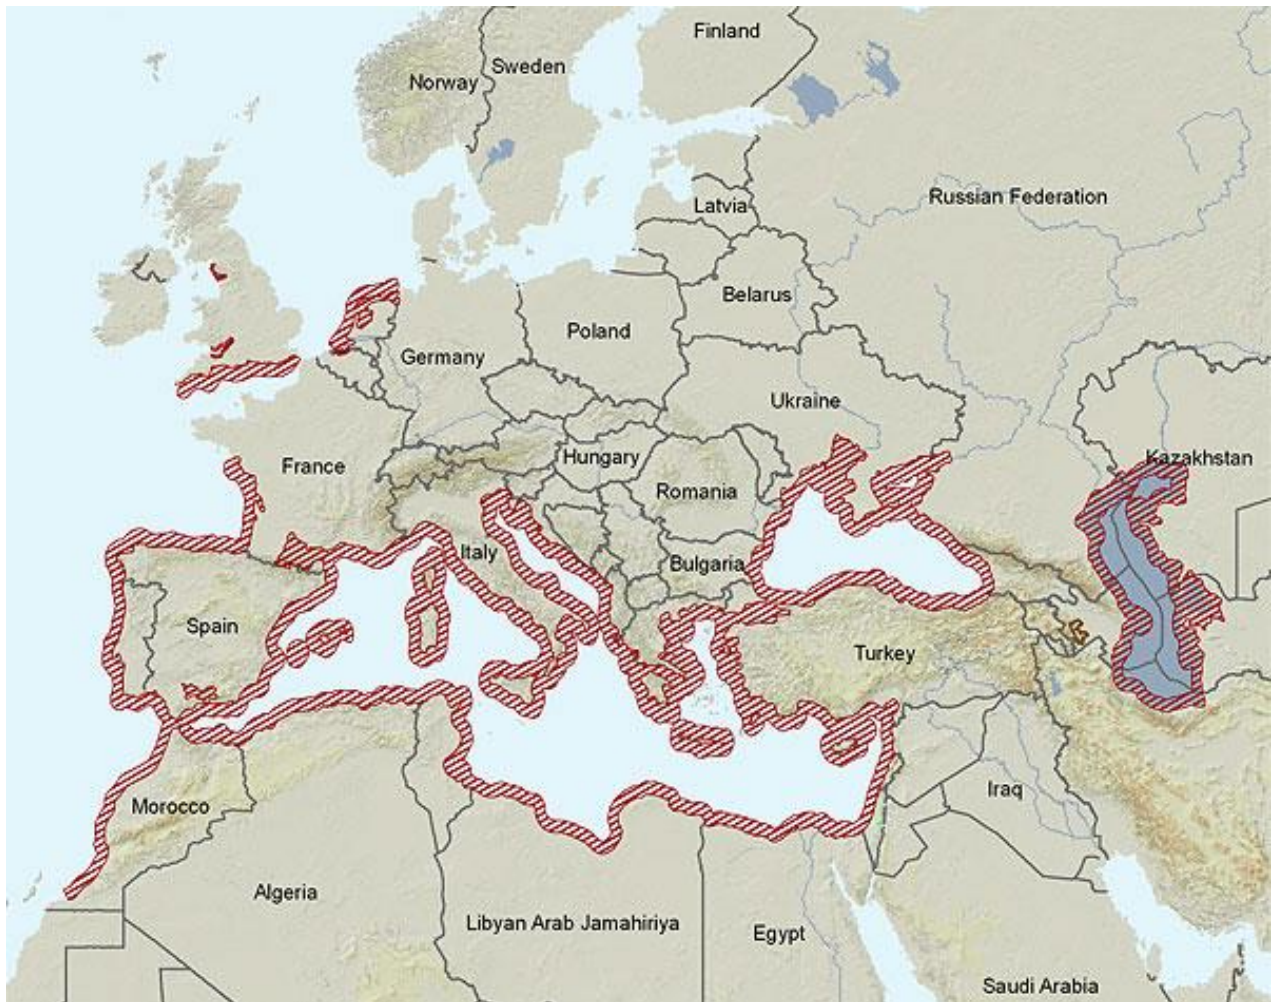 Finland
Sweden
Norway
Russian Federation
Latvia
Belarus
Poland
Germany
Ukraine
Hungary
Kazakhstan
France
Romania
Italy
Bulgaria
Spain
Turkey
Iraq
Morocco
Algeria
Libyan Arab Jamahiriya
Egypt
Saudi Arabia